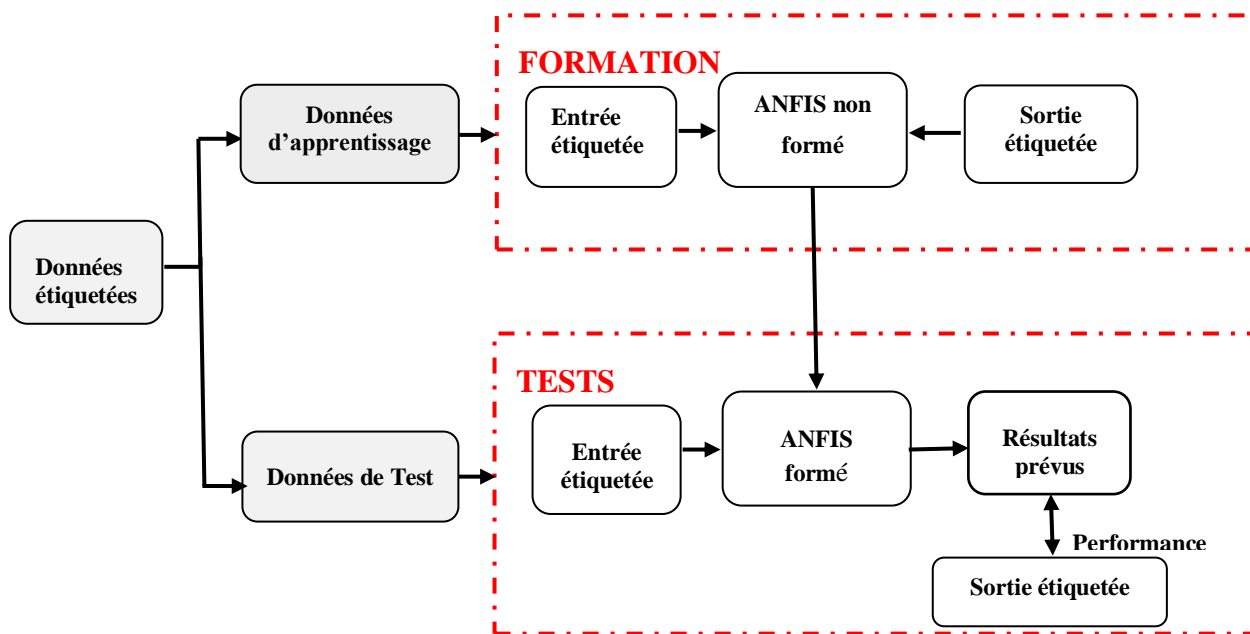 FORMATION
Données
d'apprentissage
Entrée
étiquetée
ANFIS non
formé
Sortie
étiquetée
Données
étiquetées
TESTS
Données de Test
Entrée
étiquetée
ANFIS
formé
Résultats
prévus
Performance
Sortie étiquetée